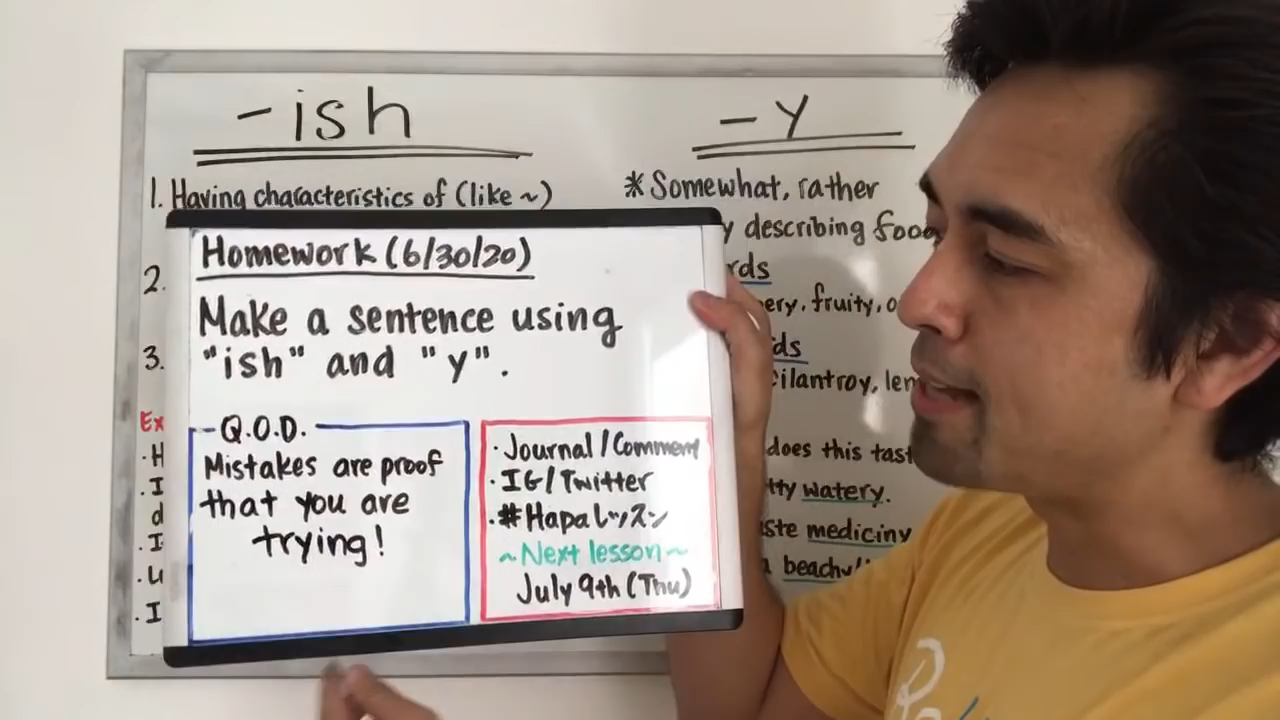 -ish
1. Having characteristics of (like ~)
2.
3.
Ex
·H
·I
d
·I
·I
-y
*Somewhat, rather
y describing food
rds
ery, fruity, o
ds
cilantroy, lem
does this tast
tty watery.
ste medicin​y
a beachy
Homework (6/30/20)
Make a sentence using
"ish" and "y".
Q.O.D.
Mistakes are proof
that you are
trying!
·Journal/Comment
·IG/Twitter
·#Hapaレッスン
~Next lesson~
July 9th (Thu)